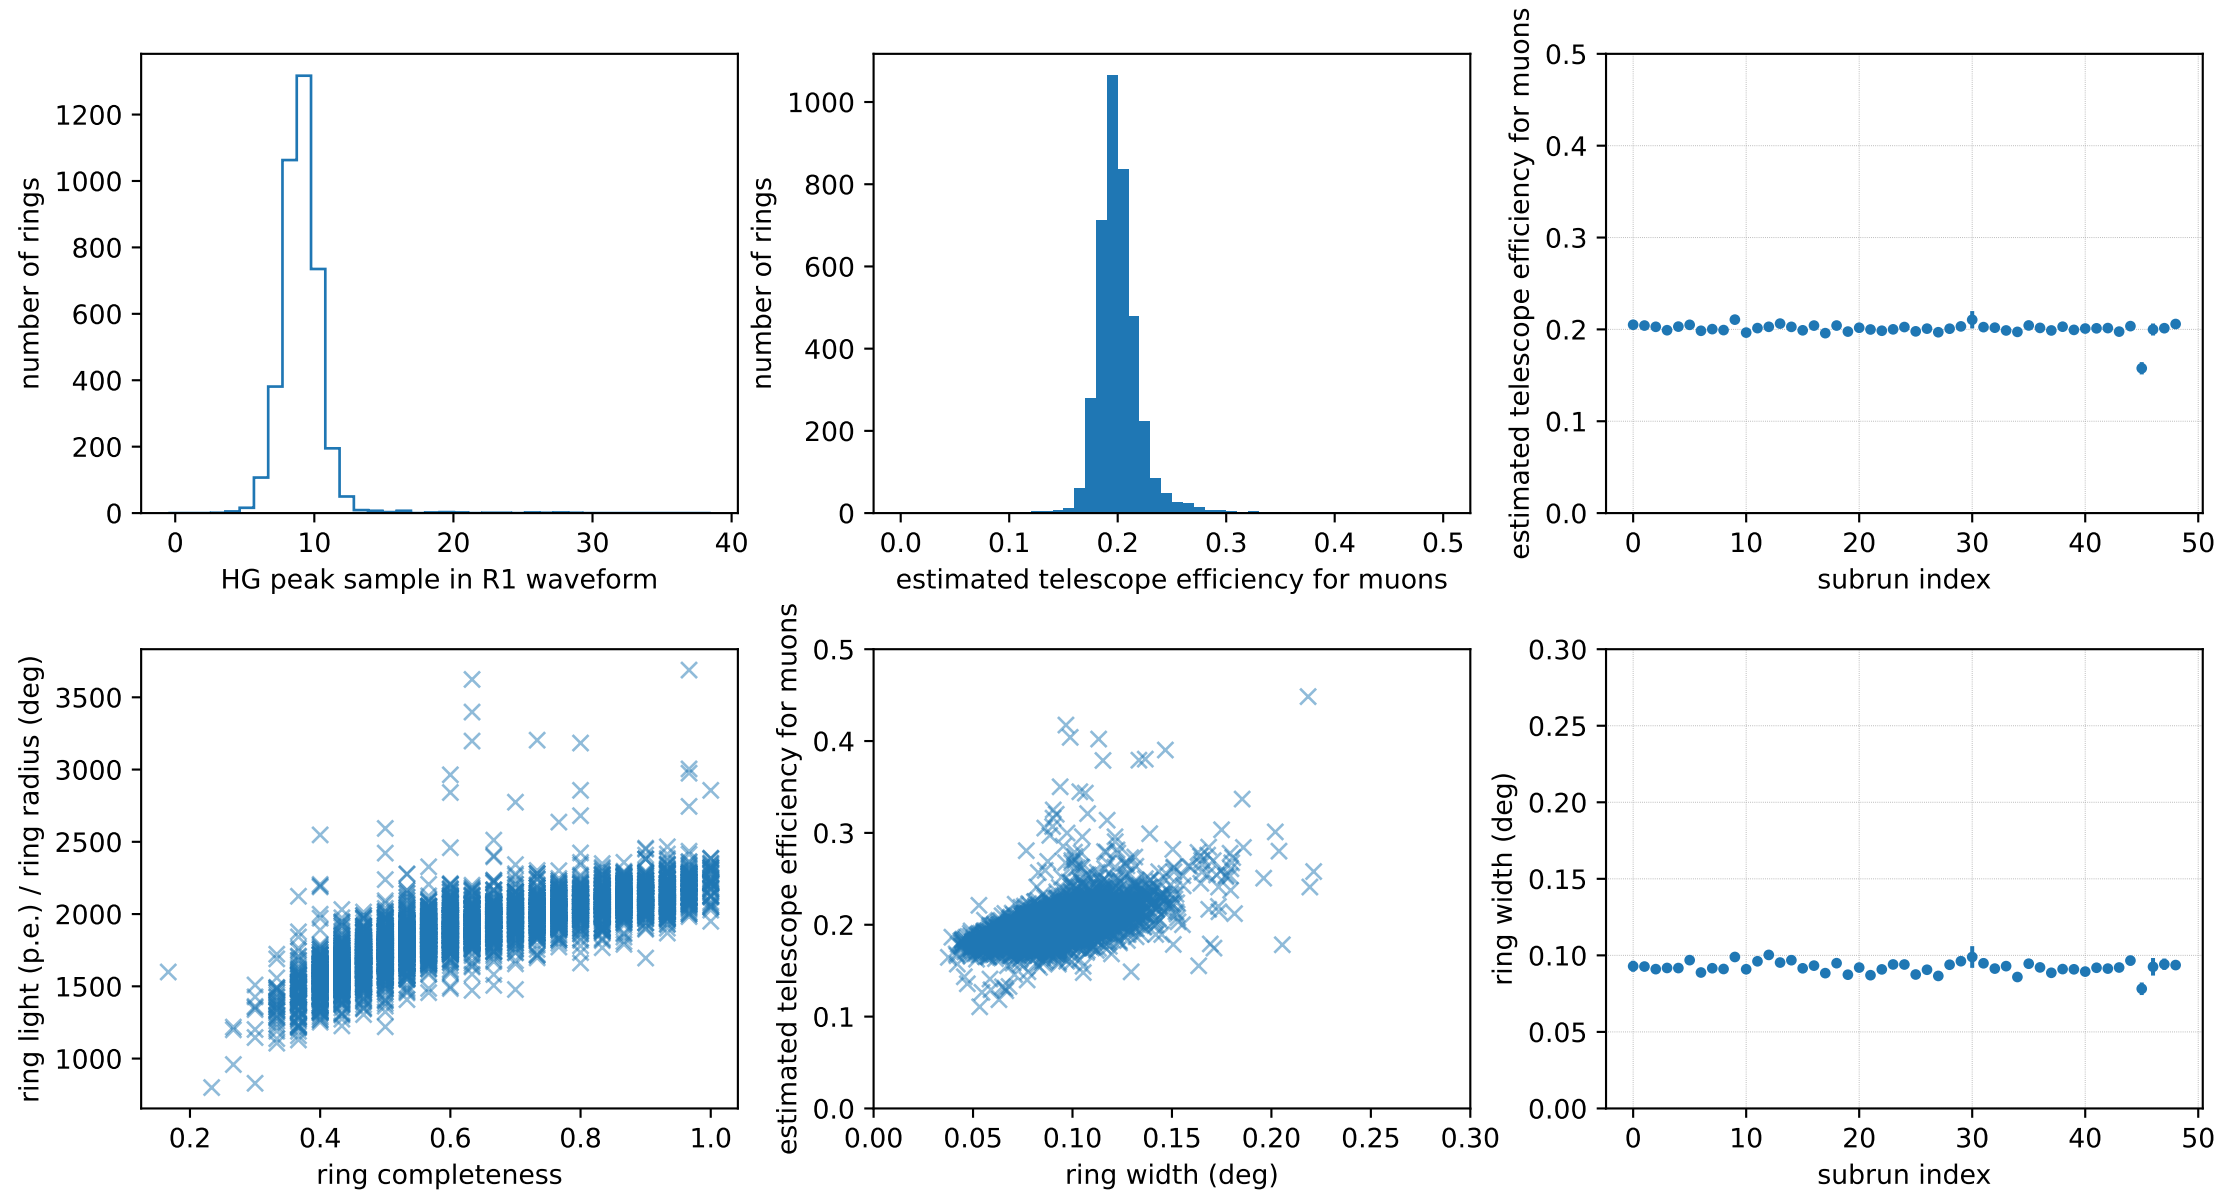 number of rings
1200
1000
800
600
400
200
0
0 10 20 30 40
HG peak sample in R1 waveform
number of rings
1000
800
600
400
200
0
0.0 0.1 0.2 0.3 0.4 0.5
estimated telescope efficiency for muons
estimated telescope efficiency for muons
0.5
0.4
0.3
0.2
0.1
0.0
0 10 20 30 40 50
subrun index
ring light (p.e.) / ring radius (deg)
3500
3000
2500
2000
1500
1000
0.2 0.4 0.6 0.8 1.0
ring completeness
estimated telescope efficiency for muons
0.5
0.4
0.3
0.2
0.1
0.0
0.00 0.05 0.10 0.15 0.20 0.25 0.30
ring width (deg)
ring width (deg)
0.30
0.25
0.20
0.15
0.10
0.05
0.00
0 10 20 30 40 50
subrun index